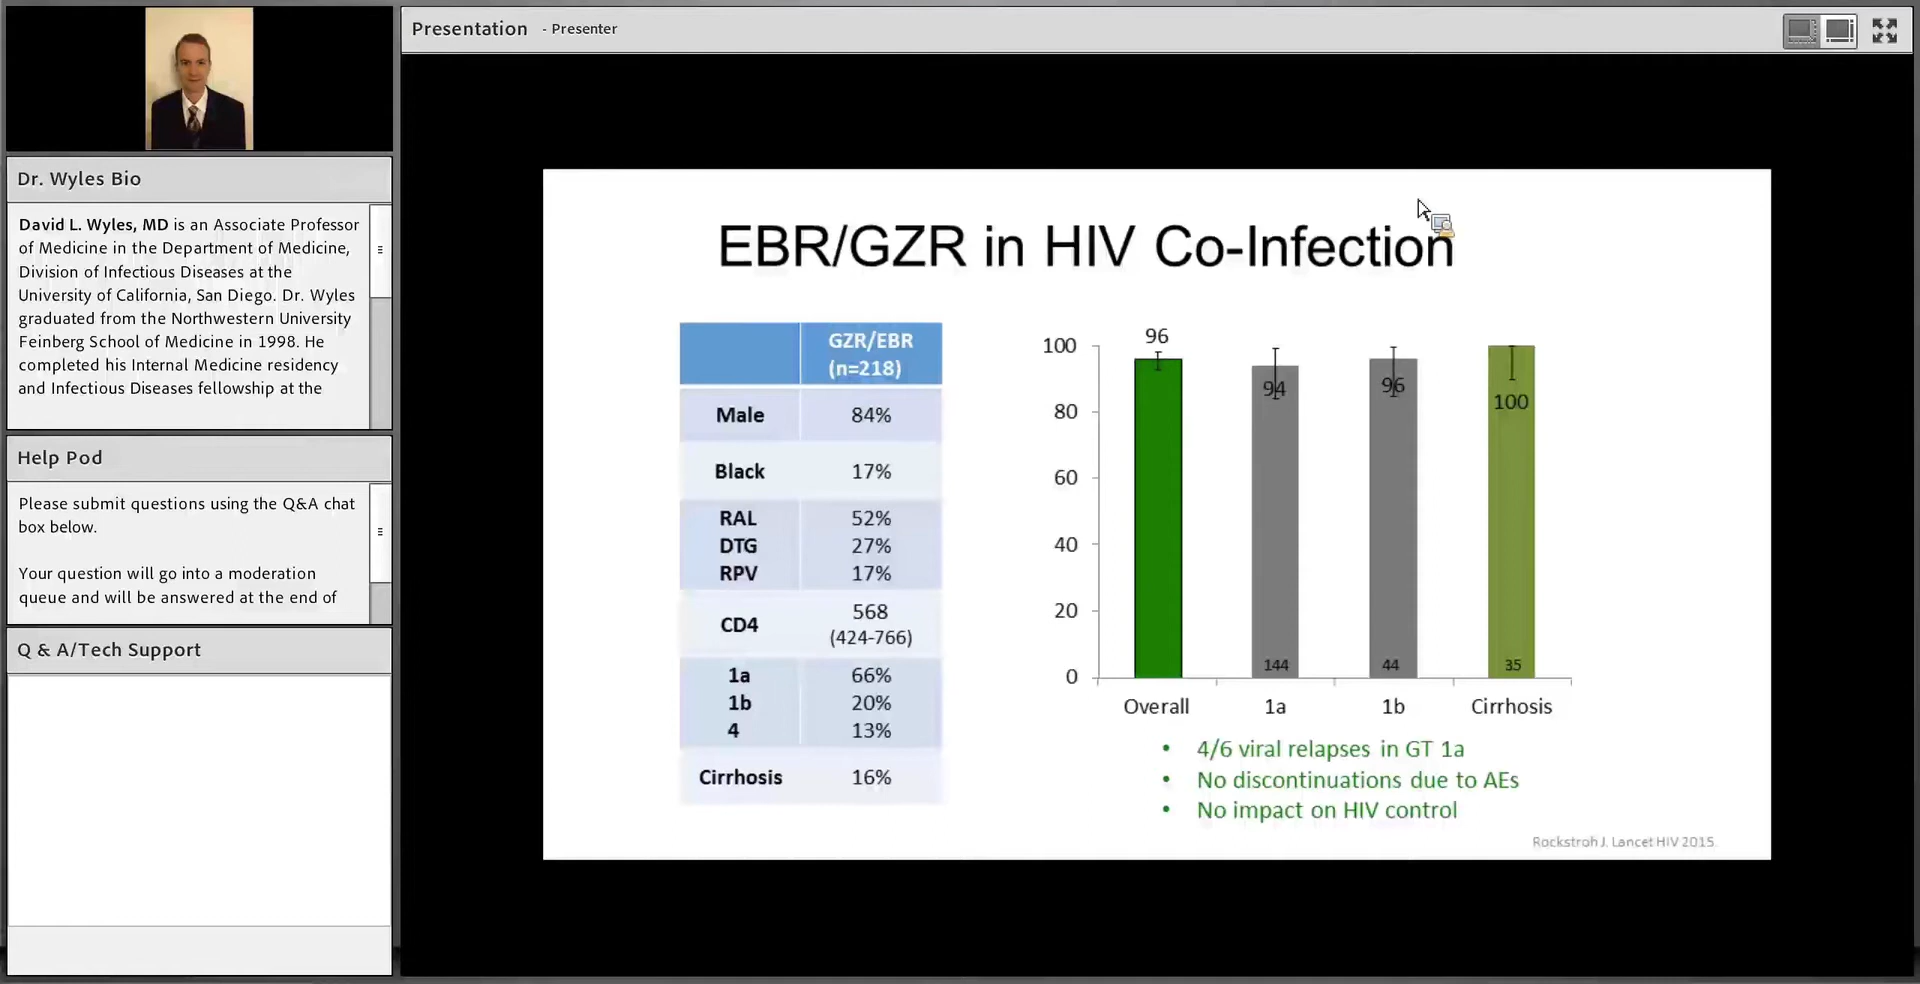 Presentation - Presenter
Dr. Wyles Bio
David L. Wyles, MD is an Associate Professor
of Medicine in the Department of Medicine,
Division of Infectious Diseases at the
University of California, San Diego. Dr. Wyles
graduated from the Northwestern University
Feinberg School of Medicine in 1998. He
completed his Internal Medicine residency
and Infectious Diseases fellowship at the
Help Pod
Please submit questions using the Q&A chat
box below.
Your question will go into a moderation
queue and will be answered at the end of
Q & A/Tech Support
EBR/GZR in HIV Co-Infection
GZR/EBR
(n=218)
Male 84%
Black 17%
RAL 52%
DTG 27%
RPV 17%
CD4 568
(424-766)
1a 66%
1b 20%
4 13%
Cirrhosis 16%
100
80
60
40
20
0
96
94
96
100
144
44
35
Overall 1a 1b Cirrhosis
• 4/6 viral relapses in GT 1a
• No discontinuations due to AEs
• No impact on HIV control
Rockstroh J. Lancet HIV 2015.